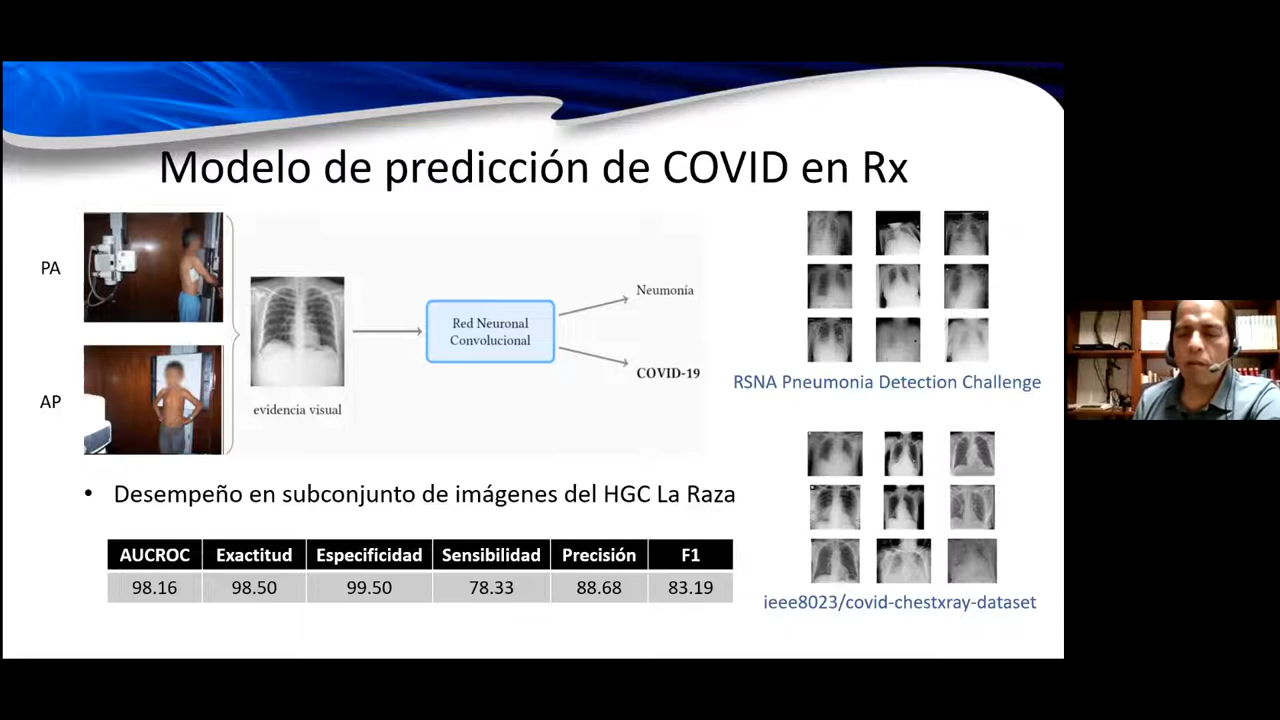 Modelo de predicción de COVID en Rx
PA
AP
evidencia visual
Red Neuronal
Convolucional
Neumonía
COVID-19
RSNA Pneumonia Detection Challenge
ieee8023/covid-chestxray-dataset
• Desempeño en subconjunto de imágenes del HGC La Raza
AUCROC Exactitud Especificidad Sensibilidad Precisión F1
98.16 98.50 99.50 78.33 88.68 83.19